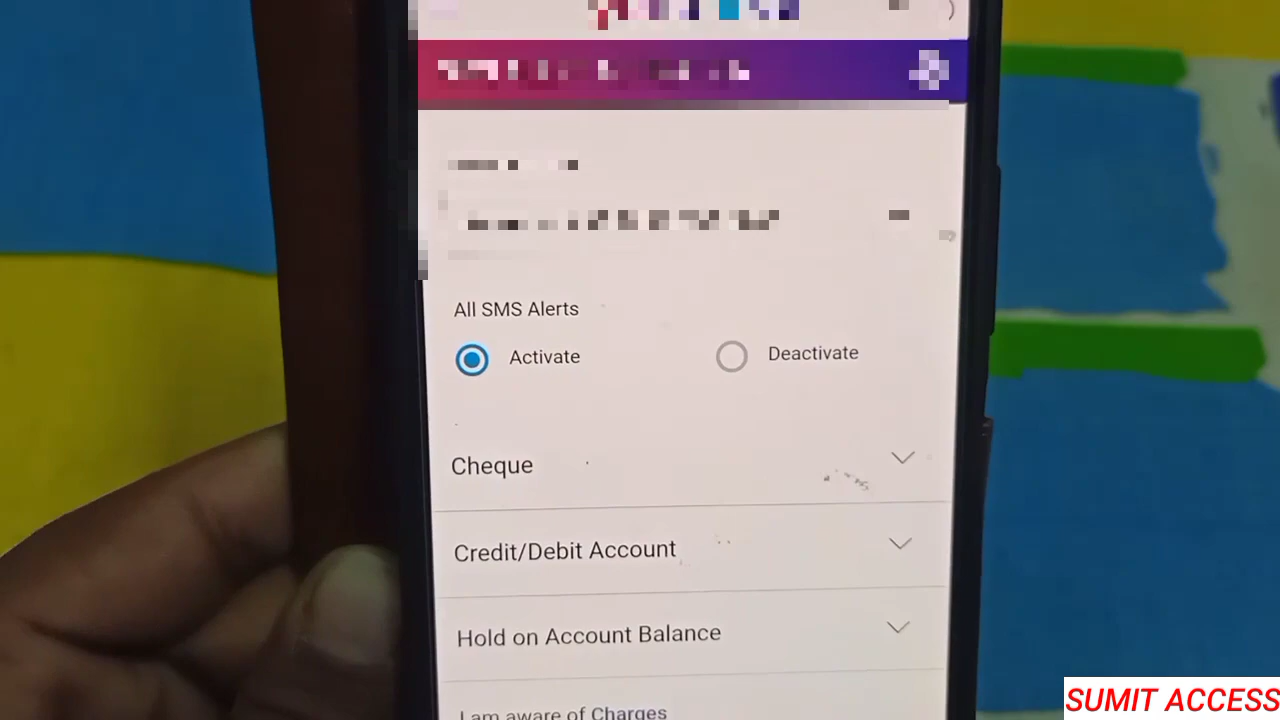 All SMS Alerts
Activate Deactivate
Cheque
Credit/Debit Account
Hold on Account Balance
I am aware of Charges
SUMIT ACCESS